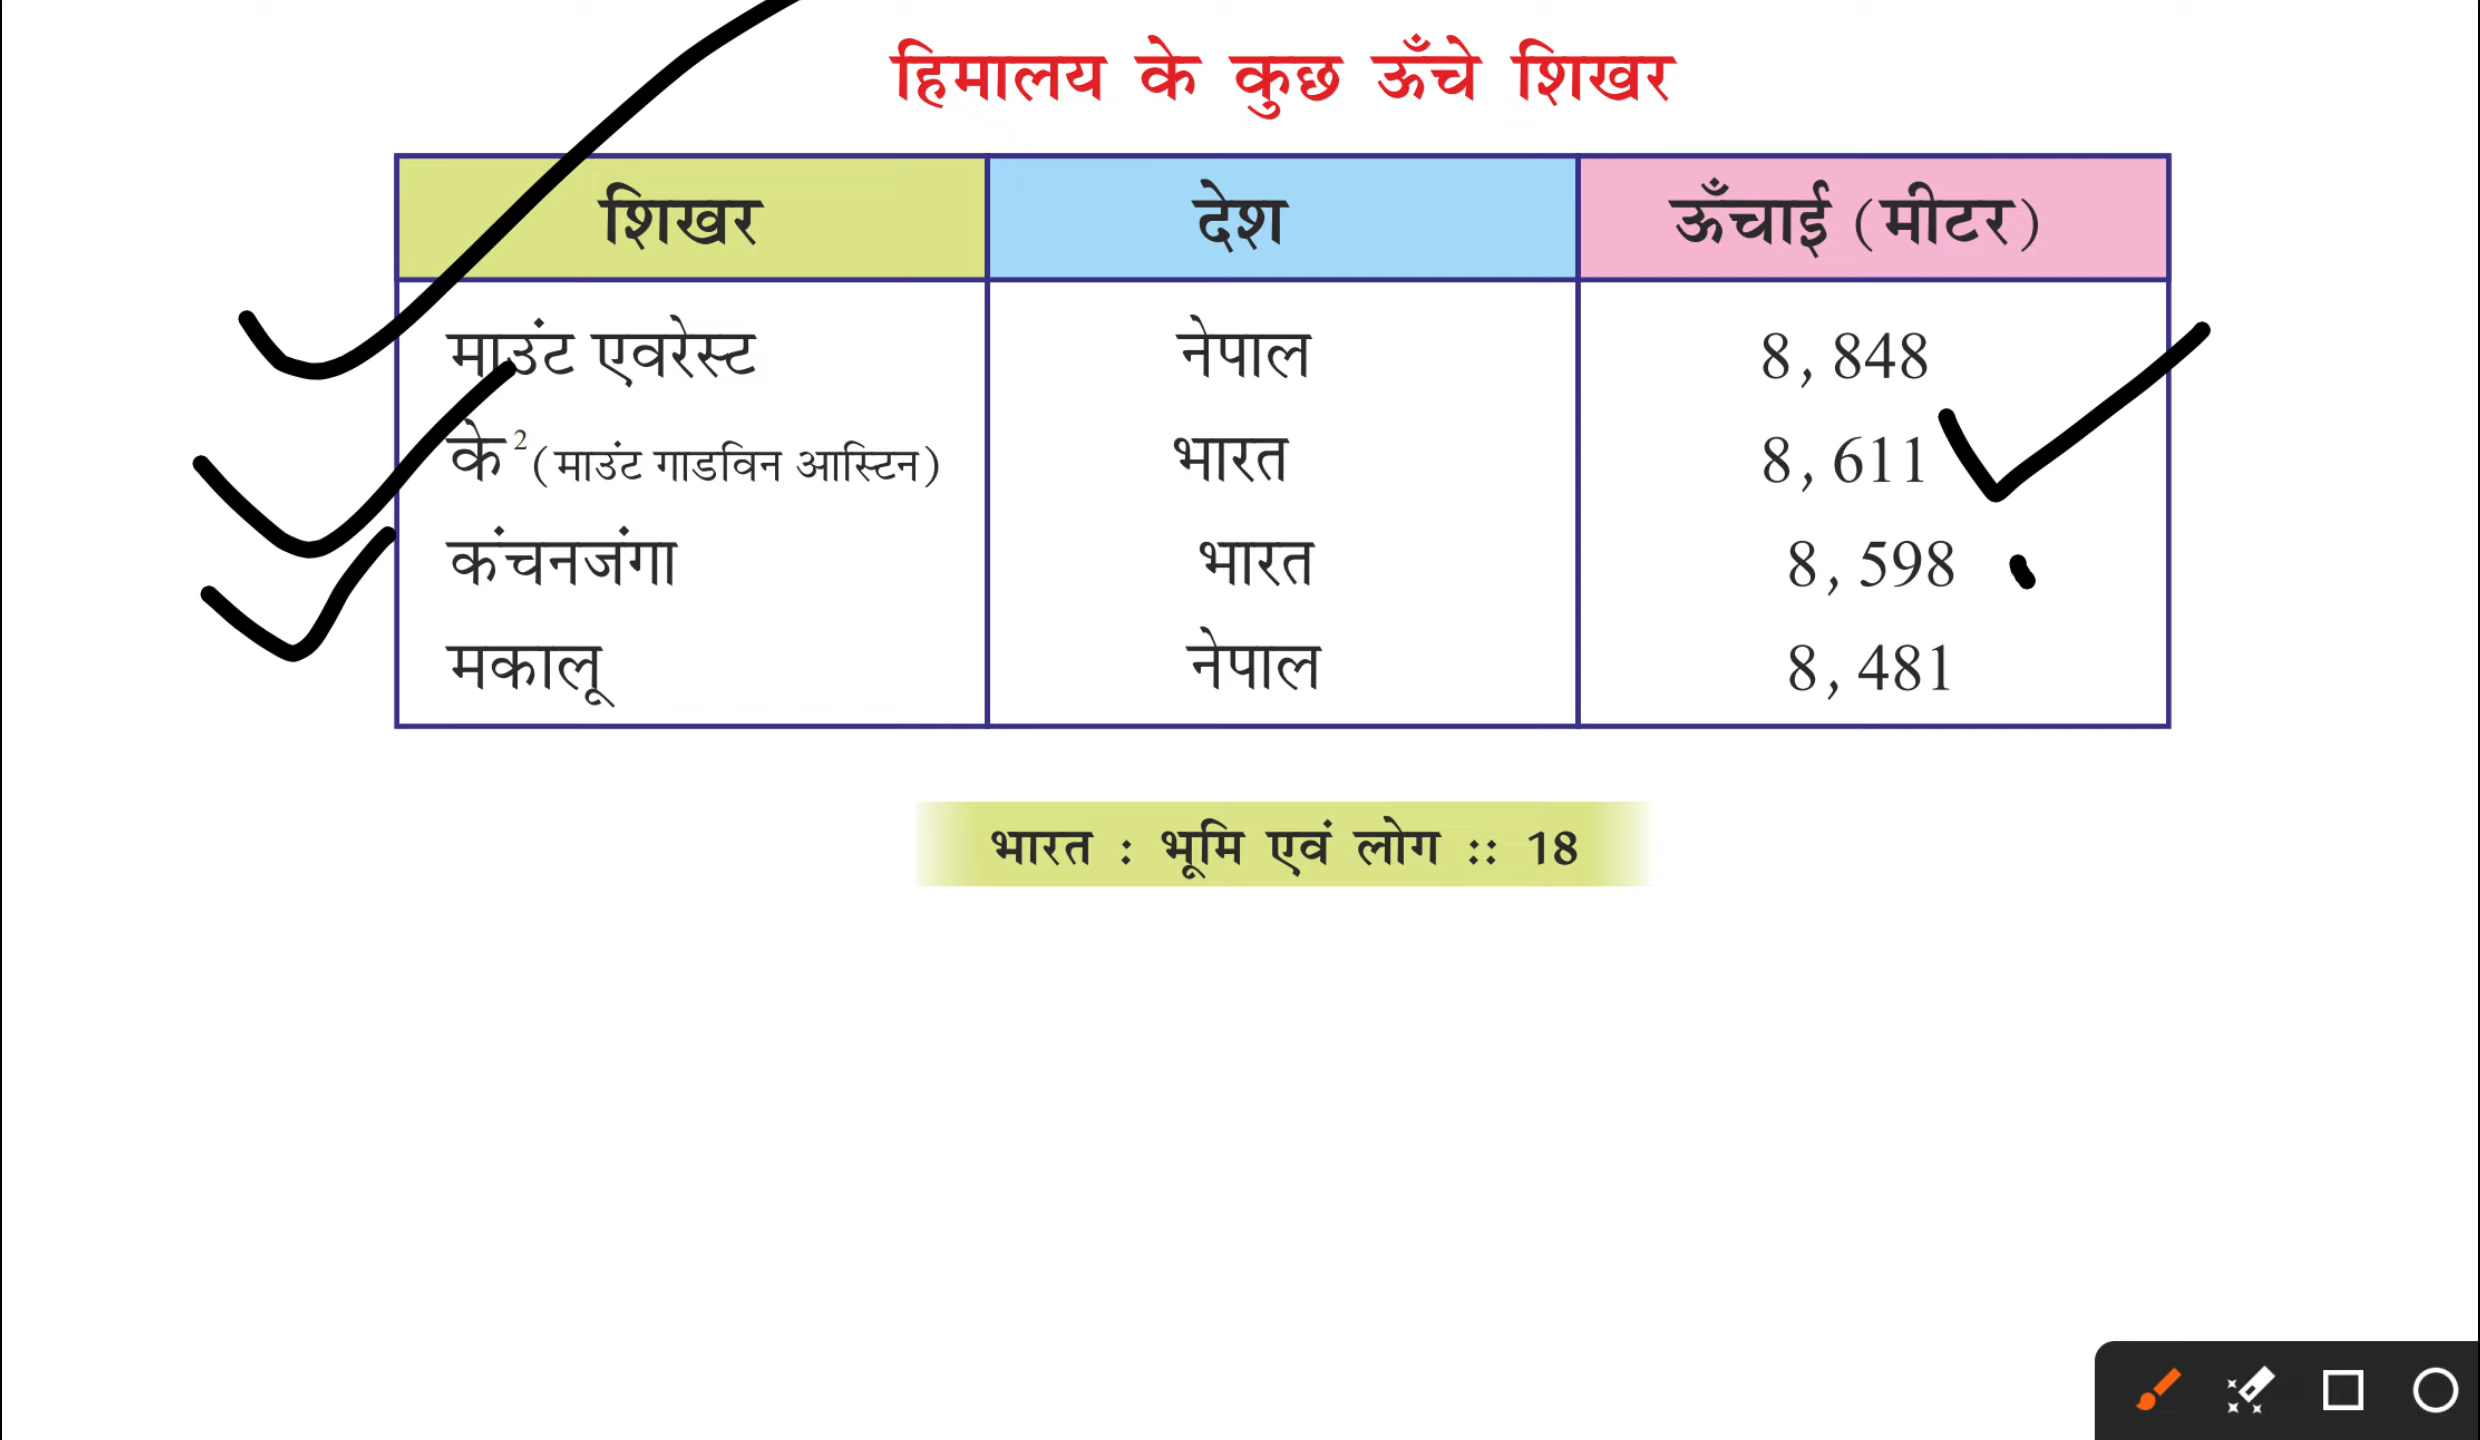 हिमालय के कुछ ऊँचे शिखर
शिखर देश ऊँचाई (मीटर)
माउंट एवरेस्ट नेपाल 8, 848
के² (माउंट गाडविन आस्टिन) भारत 8, 611
कंचनजंगा भारत 8, 598
मकालू नेपाल 8, 481
भारत : भूमि एवं लोग :: 18